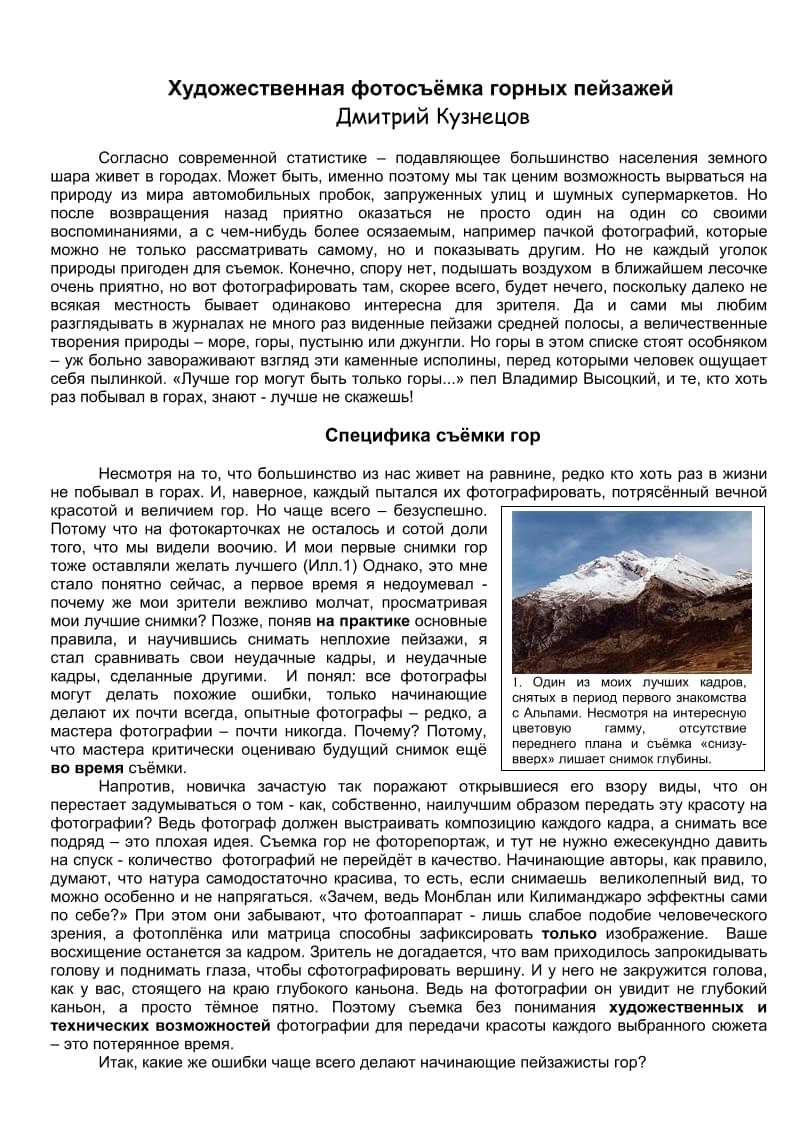 Художественная фотосъёмка горных пейзажей
Дмитрий Кузнецов
Согласно современной статистике – подавляющее большинство населения земного
шара живет в городах. Может быть, именно поэтому мы так ценим возможность вырваться на
природу из мира автомобильных пробок, запруженных улиц и шумных супермаркетов. Но
после возвращения назад приятно оказаться не просто один на один со своими
воспоминаниями, а с чем-нибудь более осязаемым, например пачкой фотографий, которые
можно не только рассматривать самому, но и показывать другим. Но не каждый уголок
природы пригоден для съемок. Конечно, спору нет, подышать воздухом  в ближайшем лесочке
очень приятно, но вот фотографировать там, скорее всего, будет нечего, поскольку далеко не
всякая местность бывает одинаково интересна для зрителя. Да и сами мы любим
разглядывать в журналах не много раз виденные пейзажи средней полосы, а величественные
творения природы – море, горы, пустыню или джунгли. Но горы в этом списке стоят особняком
– уж больно завораживают взгляд эти каменные исполины, перед которыми человек ощущает
себя пылинкой. «Лучше гор могут быть только горы...» пел Владимир Высоцкий, и те, кто хоть
раз побывал в горах, знают - лучше не скажешь!
Специфика съёмки гор
Несмотря на то, что большинство из нас живет на равнине, редко кто хоть раз в жизни
не побывал в горах. И, наверное, каждый пытался их фотографировать, потрясённый вечной
красотой и величием гор. Но чаще всего – безуспешно.
Потому что на фотокарточках не осталось и сотой доли
того, что мы видели воочию. И мои первые снимки гор
тоже оставляли желать лучшего (Илл.1) Однако, это мне
стало понятно сейчас, а первое время я недоумевал -
почему же мои зрители вежливо молчат, просматривая
мои лучшие снимки? Позже, поняв на практике основные
правила, и научившись снимать неплохие пейзажи, я
стал сравнивать свои неудачные кадры, и неудачные
кадры, сделанные другими.  И понял: все фотографы
могут делать похожие ошибки, только начинающие
делают их почти всегда, опытные фотографы – редко, а
мастера фотографии – почти никогда. Почему? Потому,
что мастера критически оцениваю будущий снимок ещё
во время съёмки.
1. Один из моих лучших кадров,
снятых в период первого знакомства
с Альпами. Несмотря на интересную
цветовую гамму, отсутствие
переднего плана и съёмка «снизу-
вверх» лишает снимок глубины.
Напротив, новичка зачастую так поражают открывшиеся его взору виды, что он
перестает задумываться о том - как, собственно, наилучшим образом передать эту красоту на
фотографии? Ведь фотограф должен выстраивать композицию каждого кадра, а снимать все
подряд – это плохая идея. Съемка гор не фоторепортаж, и тут не нужно ежесекундно давить
на спуск - количество  фотографий не перейдёт в качество. Начинающие авторы, как правило,
думают, что натура самодостаточно красива, то есть, если снимаешь  великолепный вид, то
можно особенно и не напрягаться. «Зачем, ведь Монблан или Килиманджаро эффектны сами
по себе?» При этом они забывают, что фотоаппарат - лишь слабое подобие человеческого
зрения, а фотоплёнка или матрица способны зафиксировать только изображение.  Ваше
восхищение останется за кадром. Зритель не догадается, что вам приходилось запрокидывать
голову и поднимать глаза, чтобы сфотографировать вершину. И у него не закружится голова,
как у вас, стоящего на краю глубокого каньона. Ведь на фотографии он увидит не глубокий
каньон, а просто тёмное пятно. Поэтому съемка без понимания художественных и
технических возможностей фотографии для передачи красоты каждого выбранного сюжета
– это потерянное время.
Итак, какие же ошибки чаще всего делают начинающие пейзажисты гор?